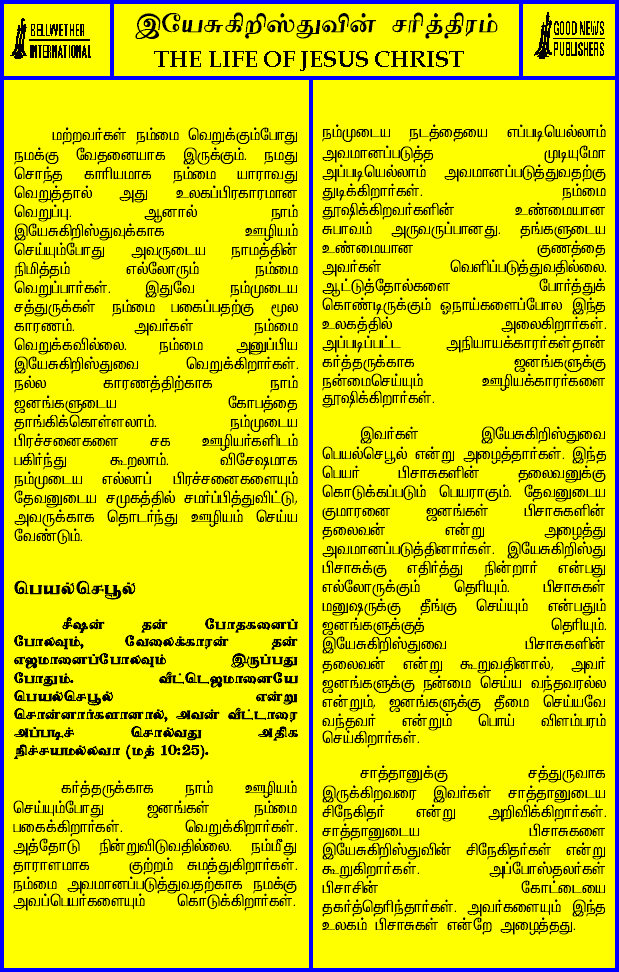 BELLWETHER
INTERNATIONAL
இயேசுகிறிஸ்துவின் சரித்திரம்
THE LIFE OF JESUS CHRIST
GOOD NEWS
PUBLISHERS
மற்றவர்கள் நம்மை வெறுக்கும்போது
நமக்கு வேதனையாக இருக்கும். நமது
சொந்த காரியமாக நம்மை யாராவது
வெறுத்தால் அது உலகப்பிரகாரமான
வெறுப்பு. ஆனால் நாம்
இயேசுகிறிஸ்துவுக்காக ஊழியம்
செய்யும்போது அவருடைய நாமத்தின்
நிமித்தம் எல்லோரும் நம்மை
வெறுப்பார்கள். இதுவே நம்முடைய
சத்துருக்கள் நம்மை பகைப்பதற்கு மூல
காரணம். அவர்கள் நம்மை
வெறுக்கவில்லை. நம்மை அனுப்பிய
இயேசுகிறிஸ்துவை வெறுக்கிறார்கள்.
நல்ல காரணத்திற்காக நாம்
ஜனங்களுடைய கோபத்தை
தாங்கிக்கொள்ளலாம். நம்முடைய
பிரச்சனைகளை சக ஊழியர்களிடம்
பகிர்ந்து கூறலாம். விசேஷமாக
நம்முடைய எல்லாப் பிரச்சனைகளையும்
தேவனுடைய சமுகத்தில் சமர்ப்பித்துவிட்டு,
அவருக்காக தொடர்ந்து ஊழியம் செய்ய
வேண்டும்.
பெயல்செபூல்
சீஷன் தன் போதகனைப்
போலவும், வேலைக்காரன் தன்
எஜமானைப்போலவும் இருப்பது
போதும். வீட்டெஜமானையே
பெயல்செபூல் என்று
சொன்னார்களானால், அவன் வீட்டாரை
அப்படிச் சொல்வது அதிக
நிச்சயமல்லவா (மத் 10:25).
கர்த்தருக்காக நாம் ஊழியம்
செய்யும்போது ஜனங்கள் நம்மை
பகைக்கிறார்கள். வெறுக்கிறார்கள்.
அத்தோடு நின்றுவிடுவதில்லை. நம்மீது
தாராளமாக குற்றம் சுமத்துகிறார்கள்.
நம்மை அவமானப்படுத்துவதற்காக நமக்கு
அவப்பெயர்களையும் கொடுக்கிறார்கள்.
நம்முடைய நடத்தையை எப்படியெல்லாம்
அவமானப்படுத்த முடியுமோ
அப்படியெல்லாம் அவமானப்படுத்துவதற்கு
துடிக்கிறார்கள். நம்மை
தூஷிக்கிறவர்களின் உண்மையான
சுபாவம் அருவருப்பானது. தங்களுடைய
உண்மையான குணத்தை
அவர்கள் வெளிப்படுத்துவதில்லை.
ஆட்டுத்தோல்களை போர்த்துக்
கொண்டிருக்கும் ஓநாய்களைப்போல இந்த
உலகத்தில் அலைகிறார்கள்.
அப்படிப்பட்ட அநியாயக்காரர்கள்தான்
கர்த்தருக்காக ஜனங்களுக்கு
நன்மைசெய்யும் ஊழியக்காரர்களை
தூஷிக்கிறார்கள்.
இவர்கள் இயேசுகிறிஸ்துவை
பெயல்செபூல் என்று அழைத்தார்கள். இந்த
பெயர் பிசாசுகளின் தலைவனுக்கு
கொடுக்கப்படும் பெயராகும். தேவனுடைய
குமாரனை ஜனங்கள் பிசாசுகளின்
தலைவன் என்று அழைத்து
அவமானப்படுத்தினார்கள். இயேசுகிறிஸ்து
பிசாசுக்கு எதிர்த்து நின்றார் என்பது
எல்லோருக்கும் தெரியும். பிசாசுகள்
மனுஷருக்கு தீங்கு செய்யும் என்பதும்
ஜனங்களுக்குத் தெரியும்.
இயேசுகிறிஸ்துவை பிசாசுகளின்
தலைவன் என்று கூறுவதினால், அவர்
ஜனங்களுக்கு நன்மை செய்ய வந்தவரல்ல
என்றும், ஜனங்களுக்கு தீமை செய்யவே
வந்தவர் என்றும் பொய் விளம்பரம்
செய்கிறார்கள்.
சாத்தானுக்கு சத்துருவாக
இருக்கிறவரை இவர்கள் சாத்தானுடைய
சிநேகிதர் என்று அறிவிக்கிறார்கள்.
சாத்தானுடைய பிசாசுகளை
இயேசுகிறிஸ்துவின் சிநேகிதர்கள் என்று
கூறுகிறார்கள். அப்போஸ்தலர்கள்
பிசாசின் கோட்டையை
தகர்த்தெரிந்தார்கள். அவர்களையும் இந்த
உலகம் பிசாசுகள் என்றே அழைத்தது.